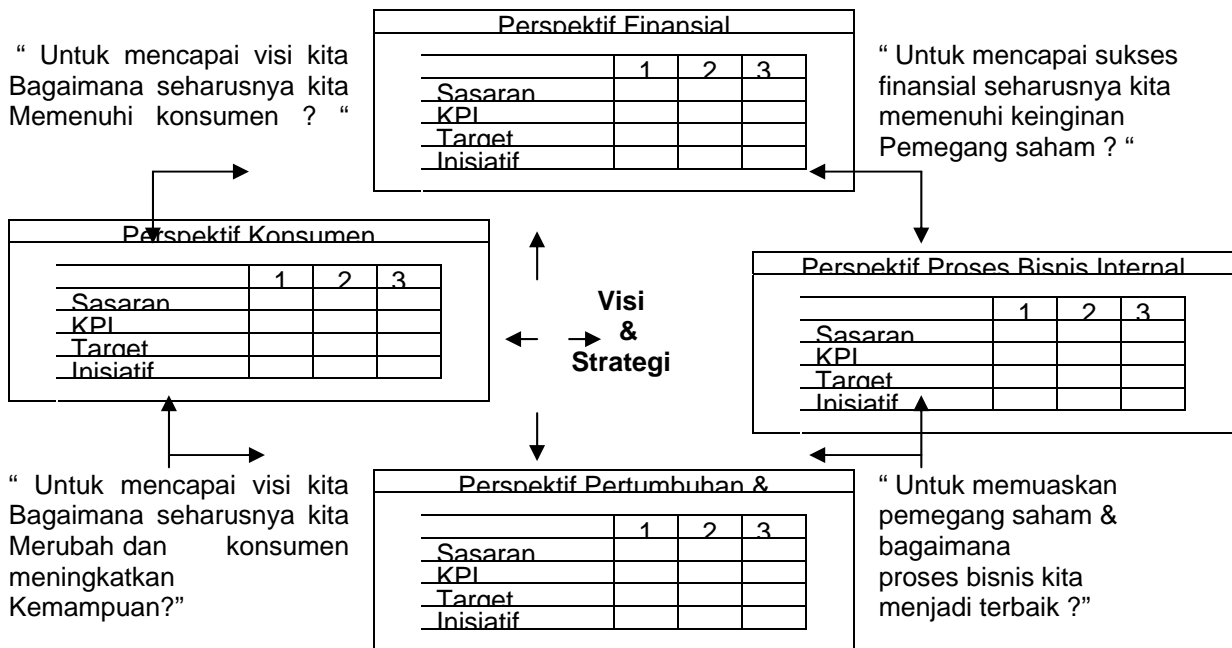 Perspektif Finansial
1 2 3
Sasaran
KPI
Target
Inisiatif
“ Untuk mencapai visi kita
Bagaimana seharusnya kita
Memenuhi konsumen ? “
“ Untuk mencapai sukses
finansial seharusnya kita
memenuhi keinginan
Pemegang saham ? “
Perspektif Konsumen
1 2 3
Sasaran
KPI
Target
Inisiatif
Visi
&
Strategi
Perspektif Proses Bisnis Internal
1 2 3
Sasaran
KPI
Target
Inisiatif
“ Untuk mencapai visi kita
Bagaimana seharusnya kita
Merubah dan konsumen
meningkatkan
Kemampuan?”
Perspektif Pertumbuhan &
1 2 3
Sasaran
KPI
Target
Inisiatif
“ Untuk memuaskan
pemegang saham &
bagaimana
proses bisnis kita
menjadi terbaik ?”